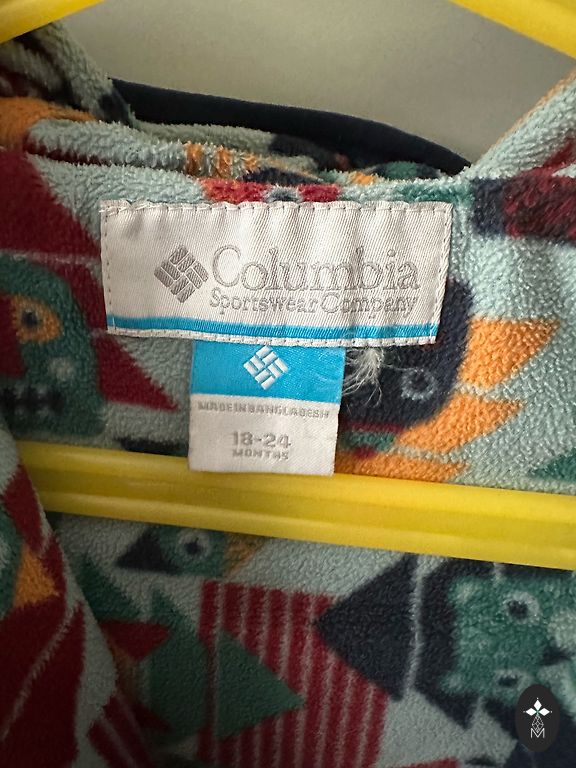 Columbia
Sportswear Company
MADE IN BANGLADESH
18-24
MONTHS
M